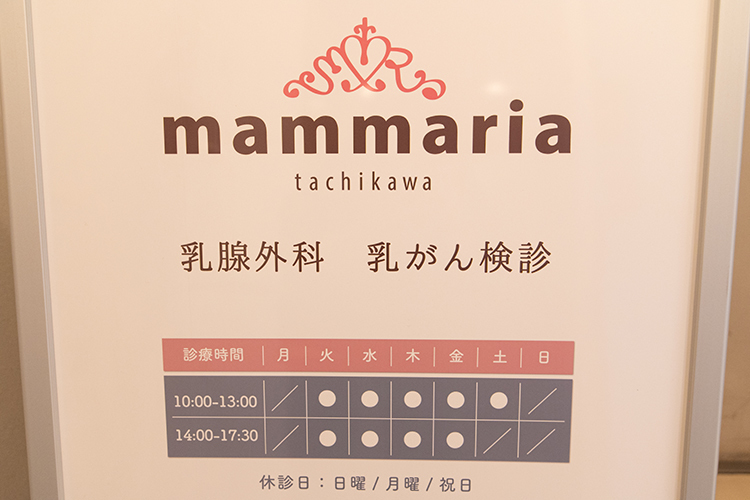 mammaria
tachikawa
乳腺外科 乳がん検診
診療時間 月 火 水 木 金 土 日
10:00-13:00 ／ ● ● ● ● ● ／
14:00-17:30 ／ ● ● ● ● ／ ／
休診日：日曜/月曜/祝日